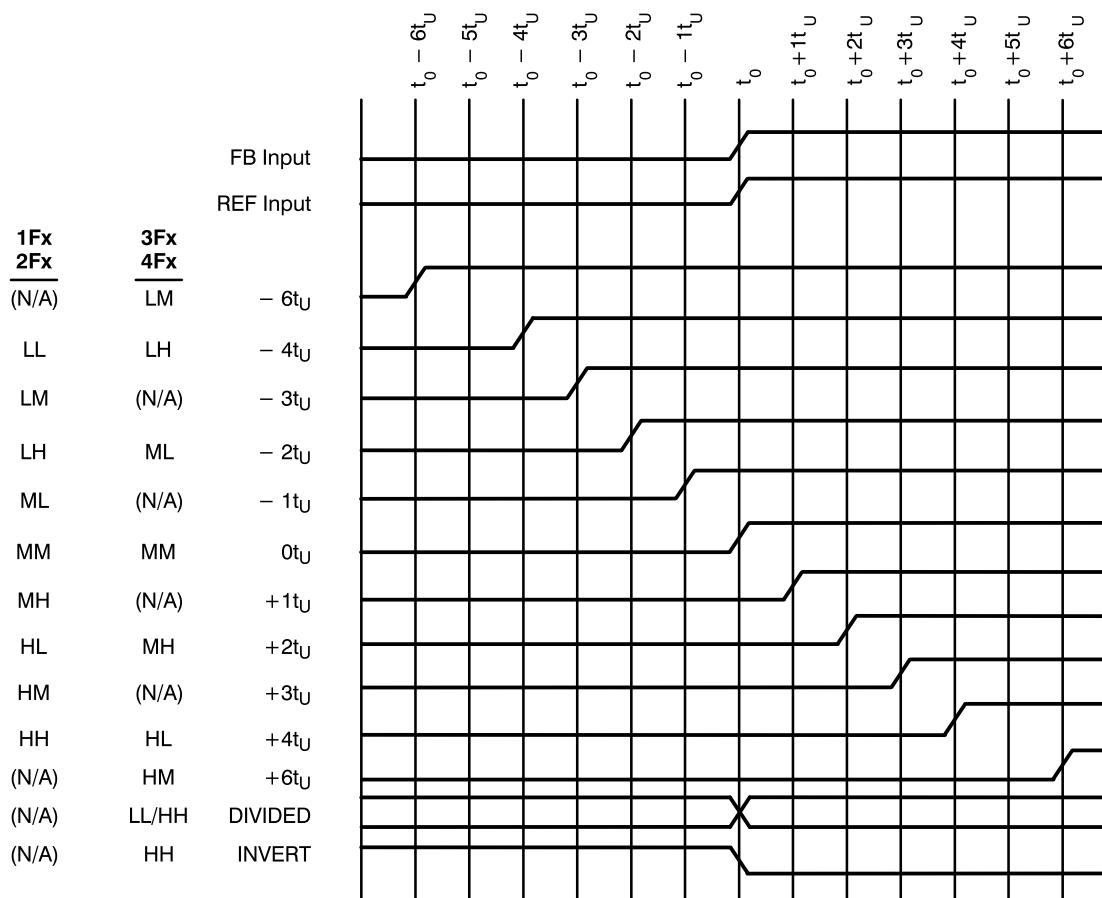 t0 – 6tU t0 – 5tU t0 – 4tU t0 – 3tU t0 – 2tU t0 – 1tU t0 t0 +1tU t0 +2tU t0 +3tU t0 +4tU t0 +5tU t0 +6tU
FB Input
REF Input
1Fx 3Fx
2Fx 4Fx
(N/A) LM – 6tU
LL LH – 4tU
LM (N/A) – 3tU
LH ML – 2tU
ML (N/A) – 1tU
MM MM 0tU
MH (N/A) +1tU
HL MH +2tU
HM (N/A) +3tU
HH HL +4tU
(N/A) HM +6tU
(N/A) LL/HH DIVIDED
(N/A) HH INVERT